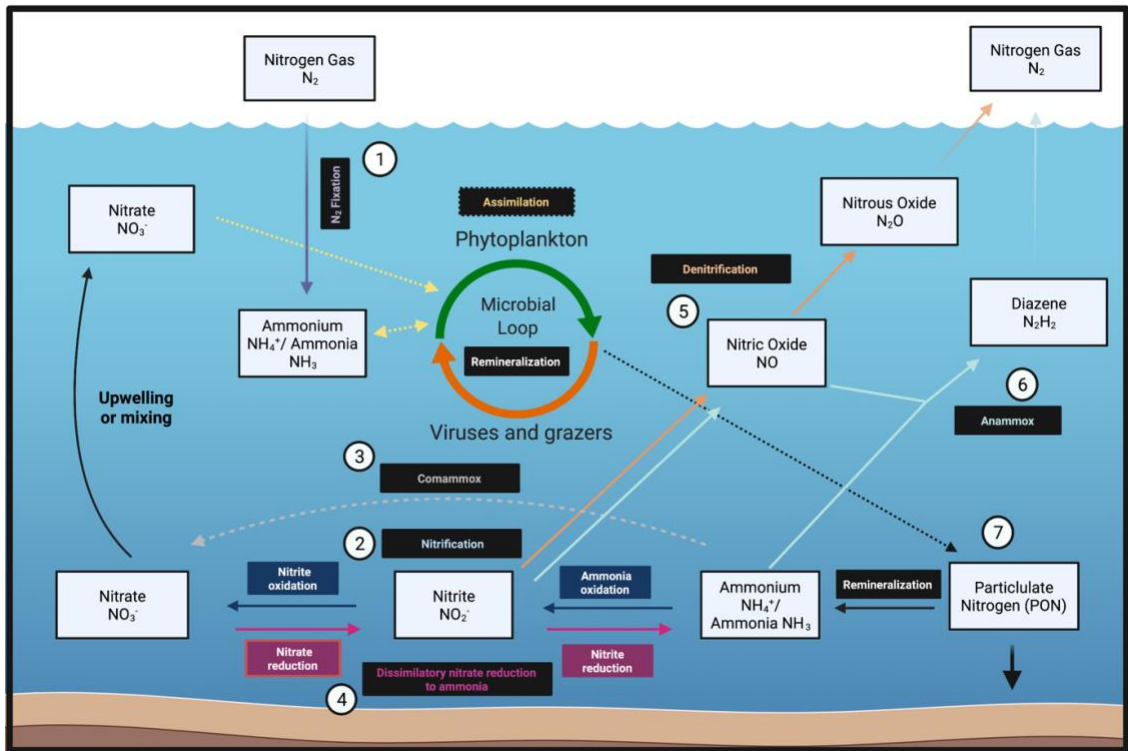 Nitrogen Gas
N₂
Nitrogen Gas
N₂
1
N₂ Fixation
Nitrate
NO₃⁻
Assimilation
Phytoplankton
Microbial
Loop
Remineralization
Viruses and grazers
Ammonium
NH₄⁺/ Ammonia
NH₃
Nitrous Oxide
N₂O
Denitrification
5
Nitric Oxide
NO
Diazene
N₂H₂
6
Anammox
Upwelling
or mixing
3
Comammox
2
Nitrification
7
Nitrate
NO₃⁻
Nitrite
oxidation
Nitrate
reduction
Nitrite
NO₂⁻
Ammonia
oxidation
Nitrite
reduction
Ammonium
NH₄⁺/
Ammonia NH₃
Remineralization
Particlulate
Nitrogen (PON)
Dissimilatory nitrate reduction
to ammonia
4